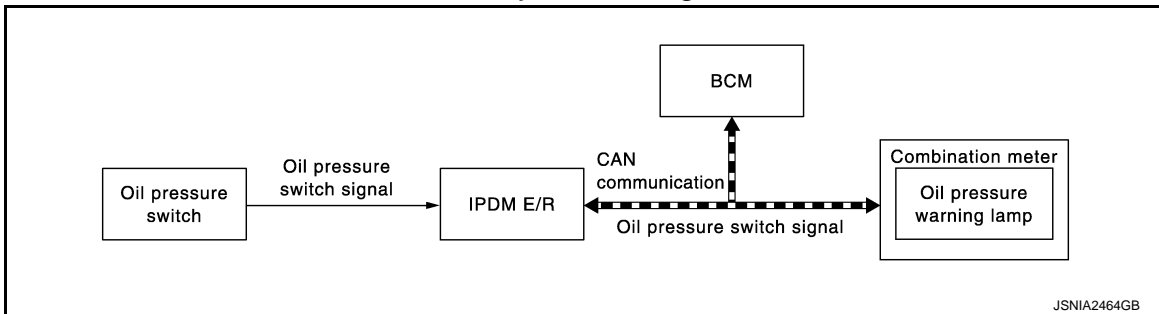 BCM
Oil pressure
switch
Oil pressure
switch signal
IPDM E/R
CAN
communication
Oil pressure switch signal
Combination meter
Oil pressure
warning lamp
JSNIA2464GB